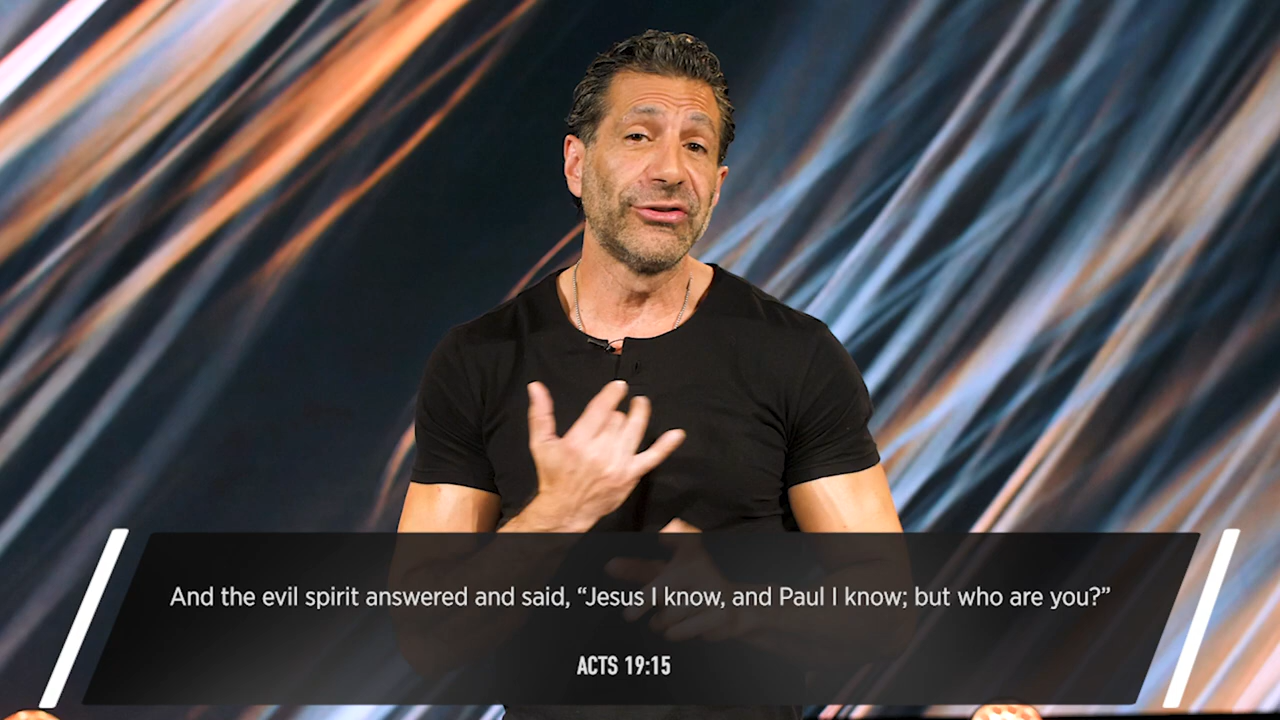 And the evil spirit answered and said, “Jesus I know, and Paul I know; but who are you?”
ACTS 19:15